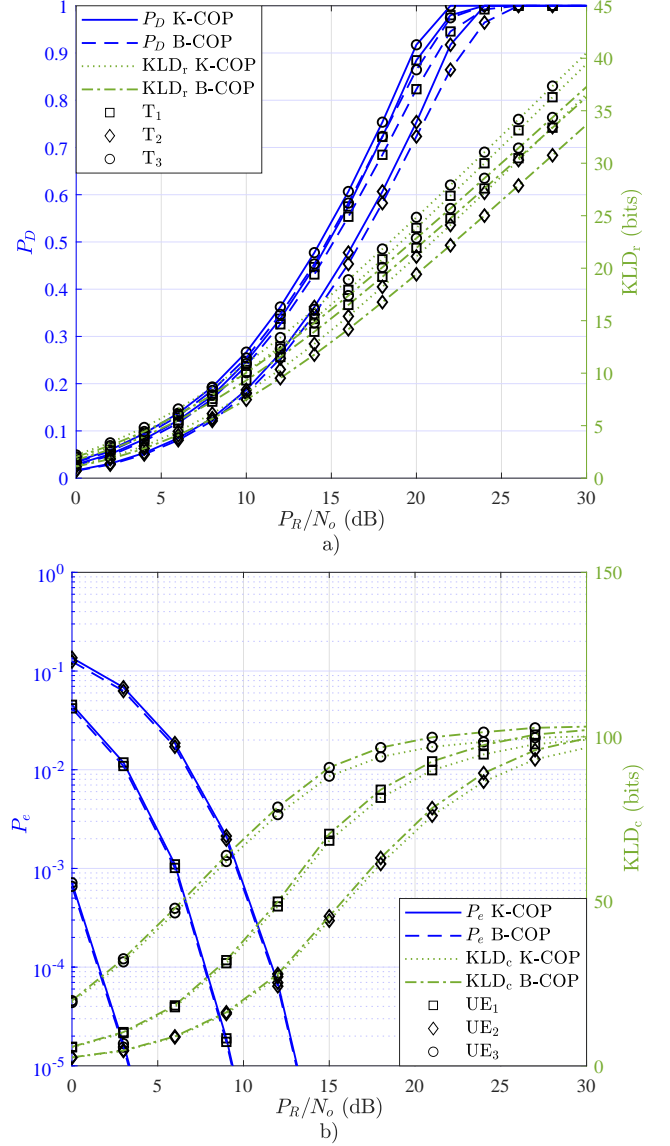 1
0.9
0.8
0.7
0.6
0.5
0.4
0.3
0.2
0.1
0
P_D
P_D K-COP
P_D B-COP
KLD_r K-COP
KLD_r B-COP
T_1
T_2
T_3
45
40
35
30
25
20
15
10
5
0
KLD_r (bits)
0 5 10 15 20 25 30
P_R/N_o (dB)
a)
10^0
10^-1
10^-2
10^-3
10^-4
10^-5
P_e
150
100
50
0
KLD_c (bits)
P_e K-COP
P_e B-COP
KLD_c K-COP
KLD_c B-COP
UE_1
UE_2
UE_3
0 5 10 15 20 25 30
P_R/N_o (dB)
b)